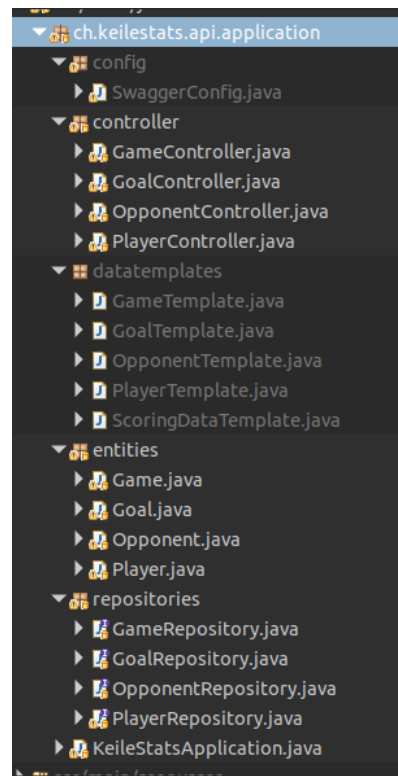 ch.keilestats.api.application
config
SwaggerConfig.java
controller
GameController.java
GoalController.java
OpponentController.java
PlayerController.java
datatemplates
GameTemplate.java
GoalTemplate.java
OpponentTemplate.java
PlayerTemplate.java
ScoringDataTemplate.java
entities
Game.java
Goal.java
Opponent.java
Player.java
repositories
GameRepository.java
GoalRepository.java
OpponentRepository.java
PlayerRepository.java
KeileStatsApplication.java